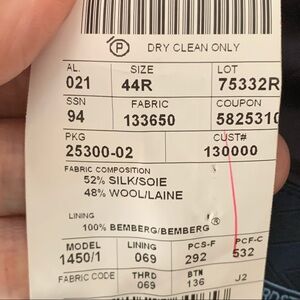 P DRY CLEAN ONLY
AL. SIZE LOT
021 44R 75332R
SSN FABRIC COUPON
94 133650 5825310
PKG CUST#
25300-02 130000
FABRIC COMPOSITION
52% SILK/SOIE
48% WOOL/LAINE
LINING
100% BEMBERG/BEMBERG ®
MODEL LINING PCS-F PCF-C
1450/1 069 292 532
FABRIC CODE THRD BTN J2
069 136